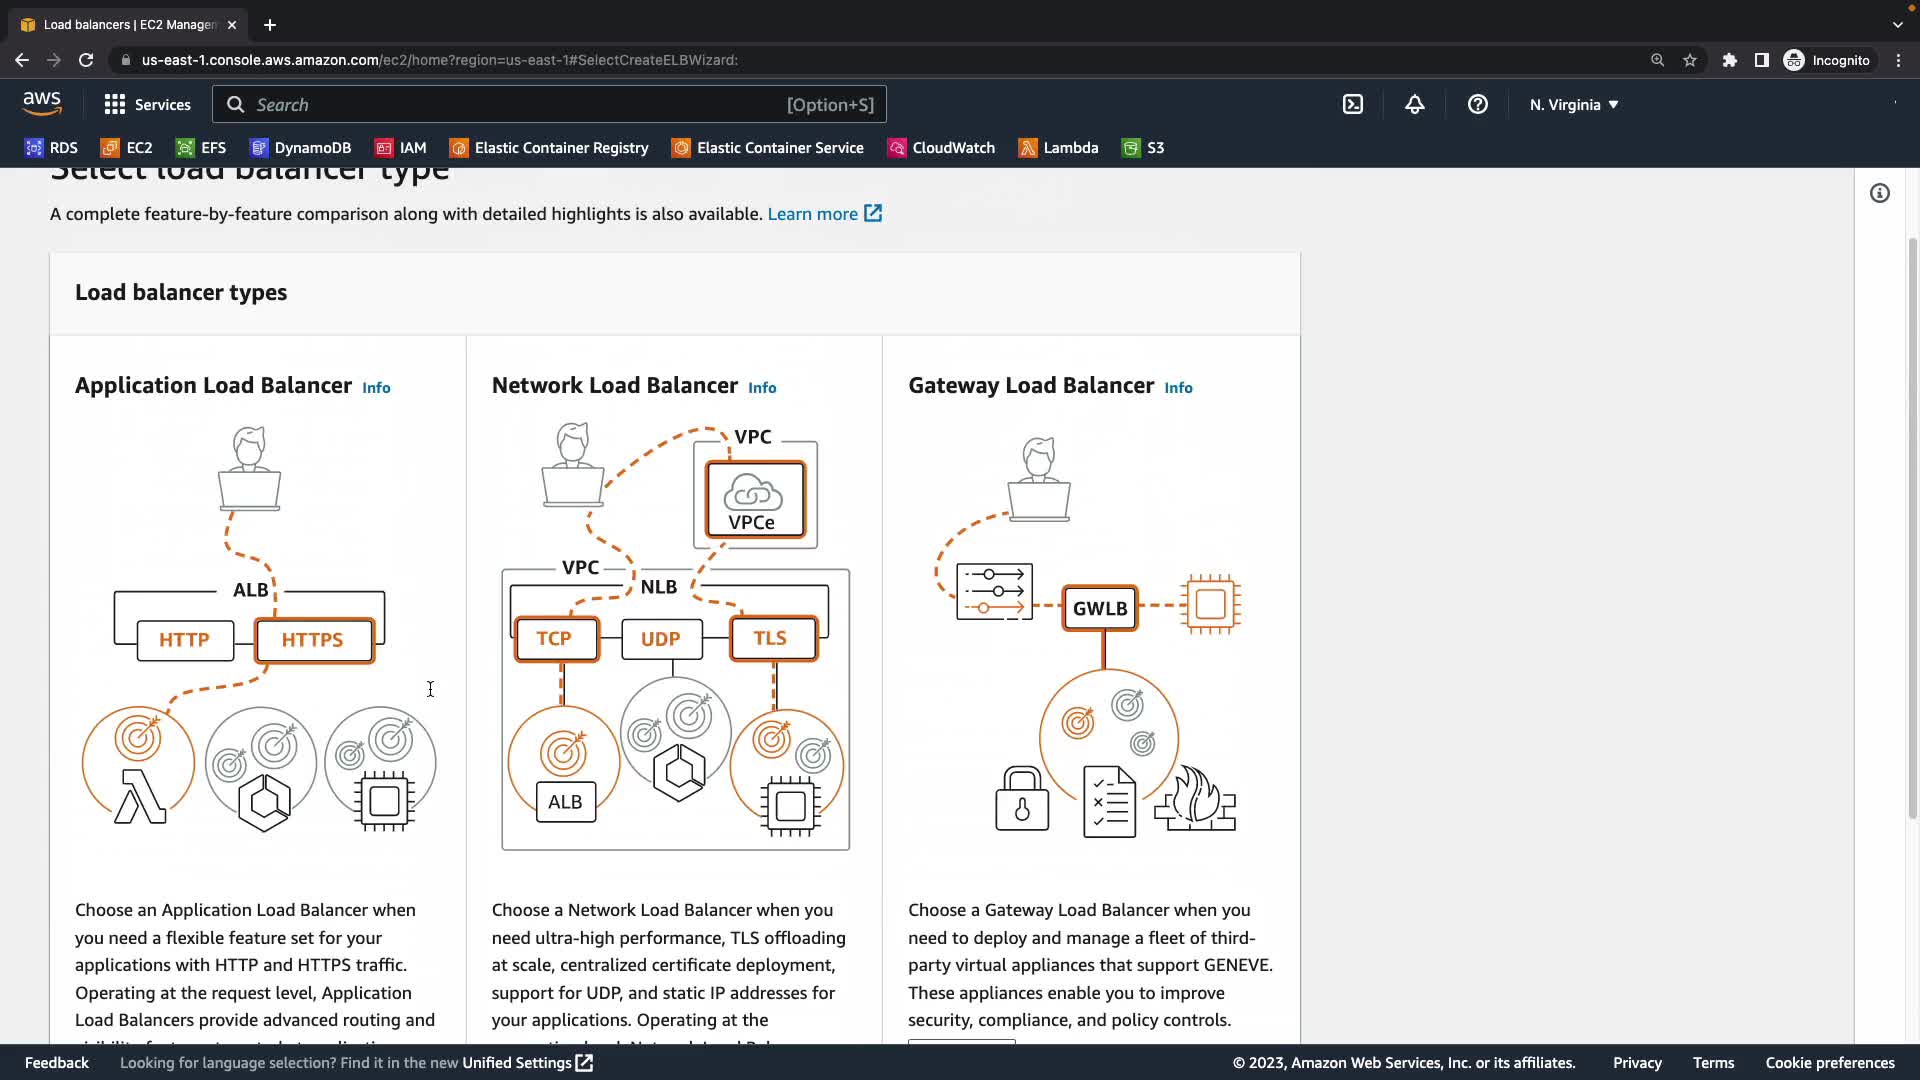 Load balancers | EC2 Managem
us-east-1.console.aws.amazon.com/ec2/home?region=us-east-1#SelectCreateELBWizard:
Incognito
aws
Services
Search
[Option+S]
N. Virginia
RDS
EC2
EFS
DynamoDB
IAM
Elastic Container Registry
Elastic Container Service
CloudWatch
Lambda
S3
Select load balancer type
A complete feature-by-feature comparison along with detailed highlights is also available. Learn more
Load balancer types
Application Load Balancer Info
ALB
HTTP
HTTPS
Choose an Application Load Balancer when
you need a flexible feature set for your
applications with HTTP and HTTPS traffic.
Operating at the request level, Application
Load Balancers provide advanced routing and
Network Load Balancer Info
VPC
VPCe
VPC
NLB
TCP
UDP
TLS
ALB
Choose a Network Load Balancer when you
need ultra-high performance, TLS offloading
at scale, centralized certificate deployment,
support for UDP, and static IP addresses for
your applications. Operating at the
Gateway Load Balancer Info
GWLB
Choose a Gateway Load Balancer when you
need to deploy and manage a fleet of third-
party virtual appliances that support GENEVE.
These appliances enable you to improve
security, compliance, and policy controls.
Feedback
Looking for language selection? Find it in the new Unified Settings
© 2023, Amazon Web Services, Inc. or its affiliates.
Privacy
Terms
Cookie preferences